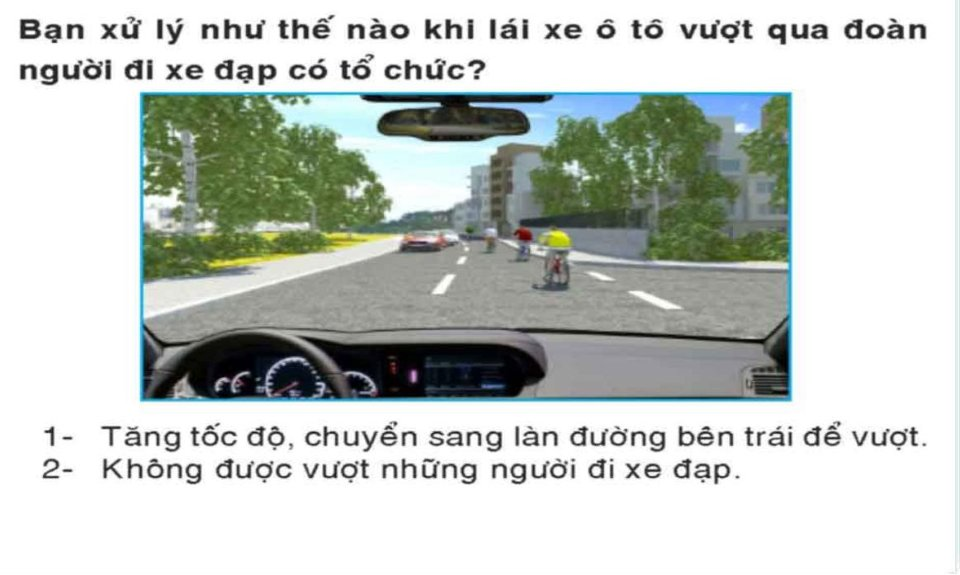 Bạn xử lý như thế nào khi lái xe ô tô vượt qua đoàn
người đi xe đạp có tổ chức?
1- Tăng tốc độ, chuyển sang làn đường bên trái để vượt.
2- Không được vượt những người đi xe đạp.